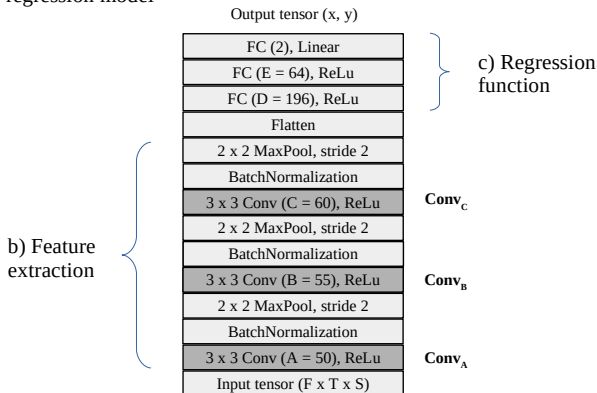 regression model
Output tensor (x, y)
FC (2), Linear
FC (E = 64), ReLu
FC (D = 196), ReLu
c) Regression
function
Flatten
2 x 2 MaxPool, stride 2
BatchNormalization
3 x 3 Conv (C = 60), ReLu
Conv_C
2 x 2 MaxPool, stride 2
BatchNormalization
b) Feature
extraction
3 x 3 Conv (B = 55), ReLu
Conv_B
2 x 2 MaxPool, stride 2
BatchNormalization
3 x 3 Conv (A = 50), ReLu
Conv_A
Input tensor (F x T x S)